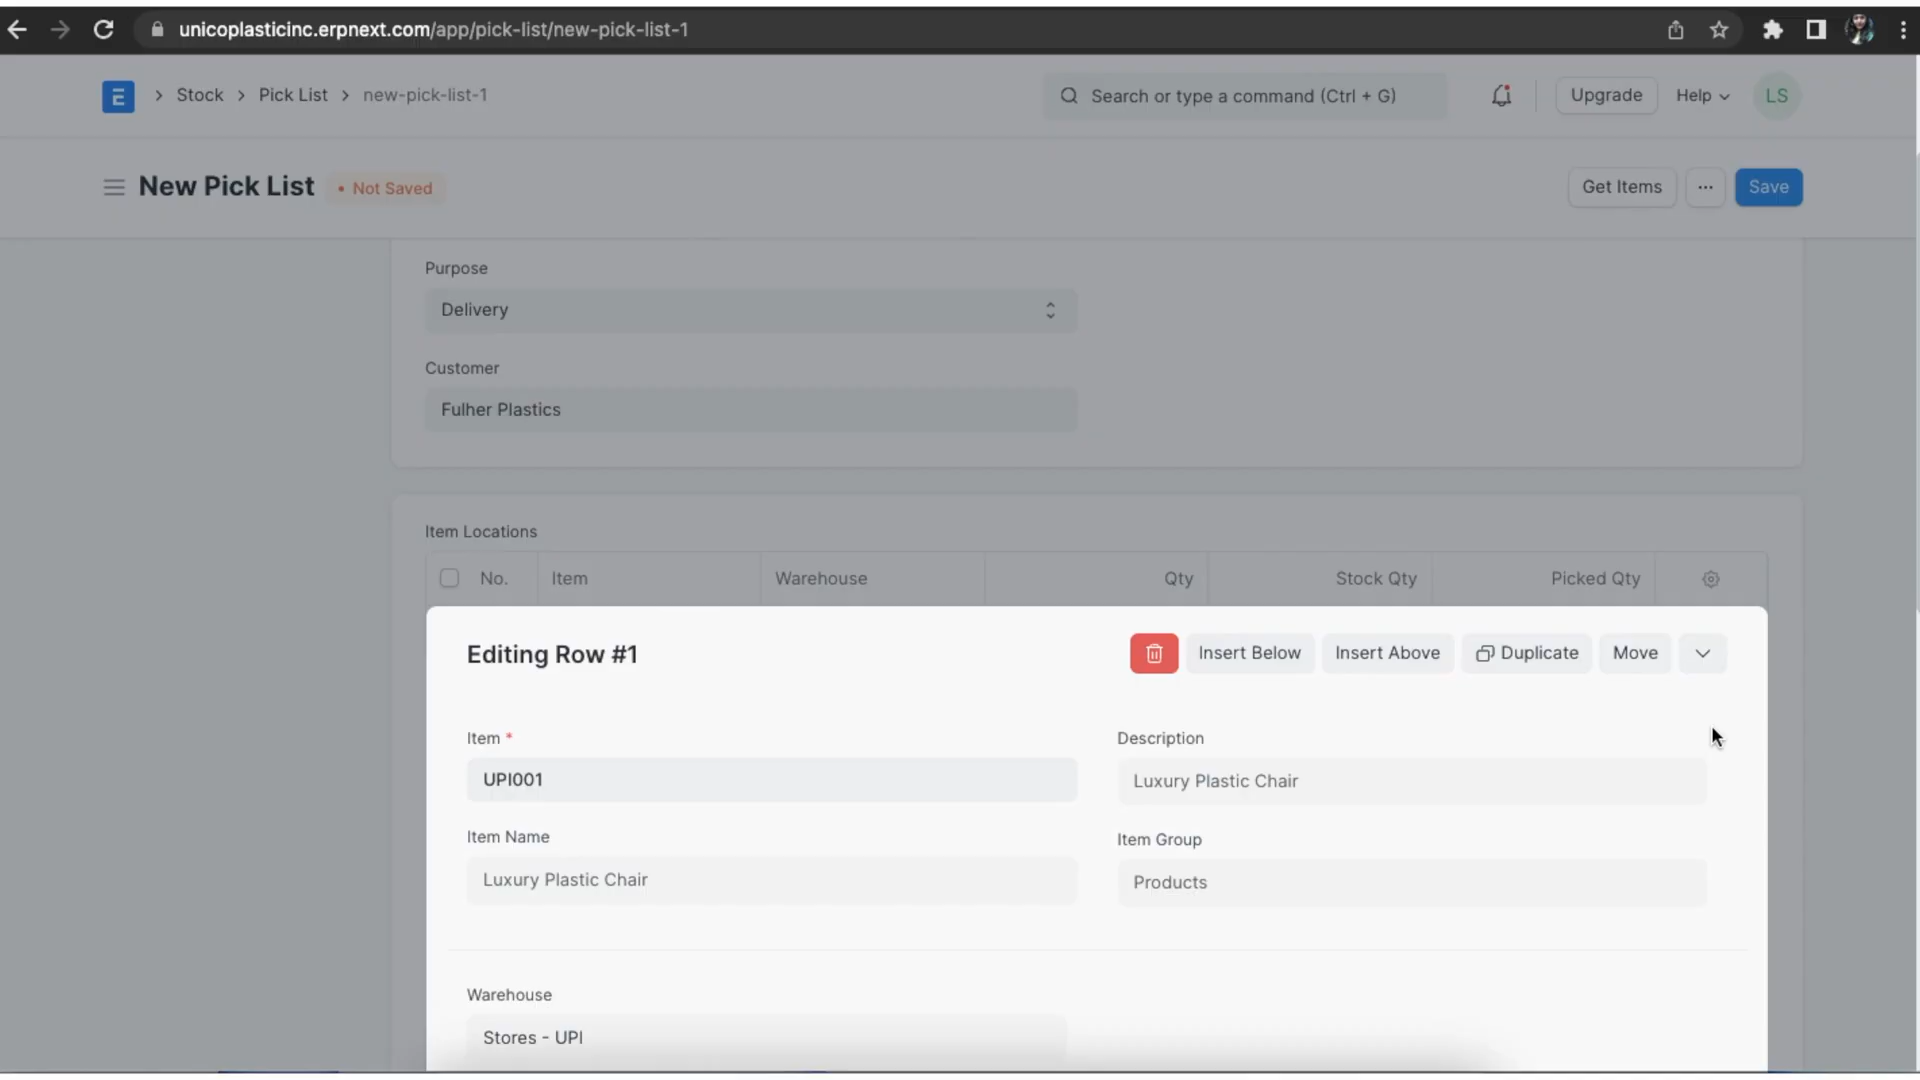 unicoplasticinc.erpnext.com/app/pick-list/new-pick-list-1
E > Stock > Pick List > new-pick-list-1
Search or type a command (Ctrl + G)
Upgrade
Help
LS
New Pick List
• Not Saved
Get Items
...
Save
Purpose
Delivery
Customer
Fulher Plastics
Item Locations
No. Item Warehouse Qty Stock Qty Picked Qty
Editing Row #1
Insert Below
Insert Above
Duplicate
Move
Item *
Description
UPI001
Luxury Plastic Chair
Item Name
Item Group
Luxury Plastic Chair
Products
Warehouse
Stores - UPI